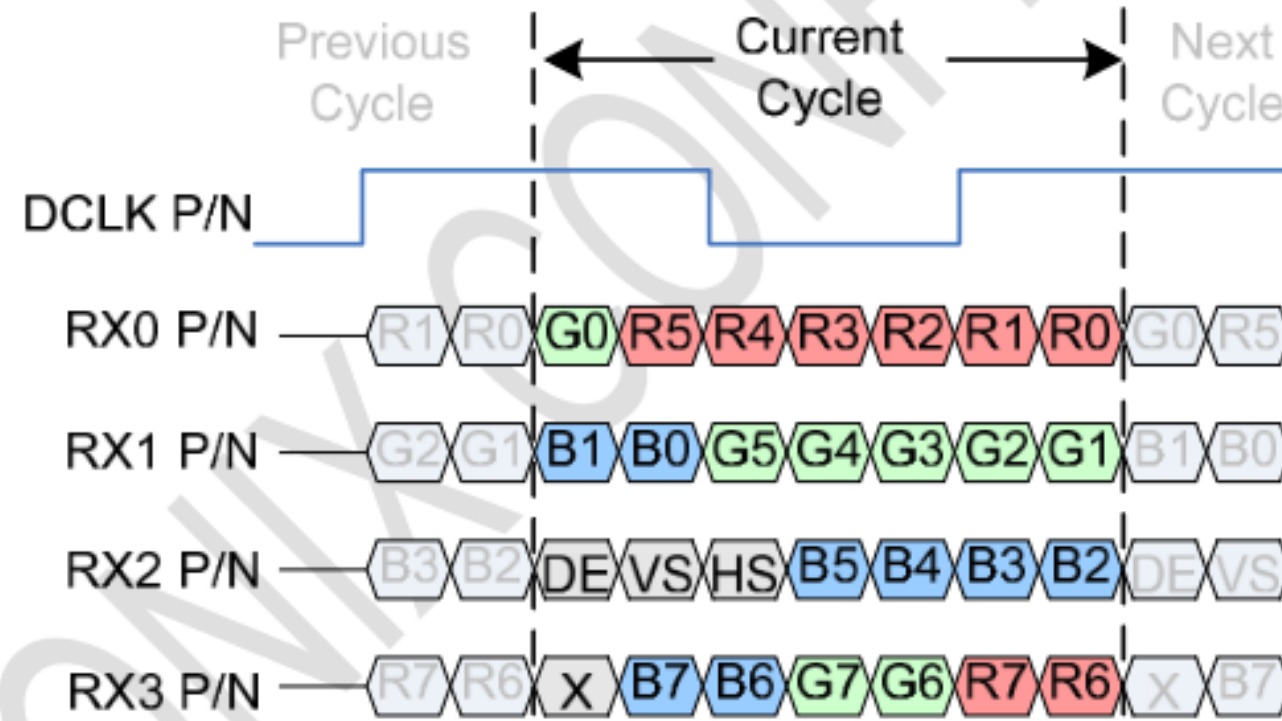 Previous Cycle
Current Cycle
Next Cycle
DCLK P/N
RX0 P/N R1 R0 G0 R5 R4 R3 R2 R1 R0 G0 R5
RX1 P/N G2 G1 B1 B0 G5 G4 G3 G2 G1 B1 B0
RX2 P/N B3 B2 DE VS HS B5 B4 B3 B2 DE VS
RX3 P/N R7 R6 X B7 B6 G7 G6 R7 R6 X B7